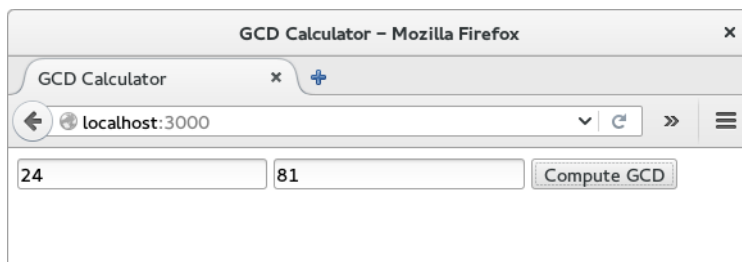 GCD Calculator – Mozilla Firefox
GCD Calculator
localhost:3000
24 81 Compute GCD